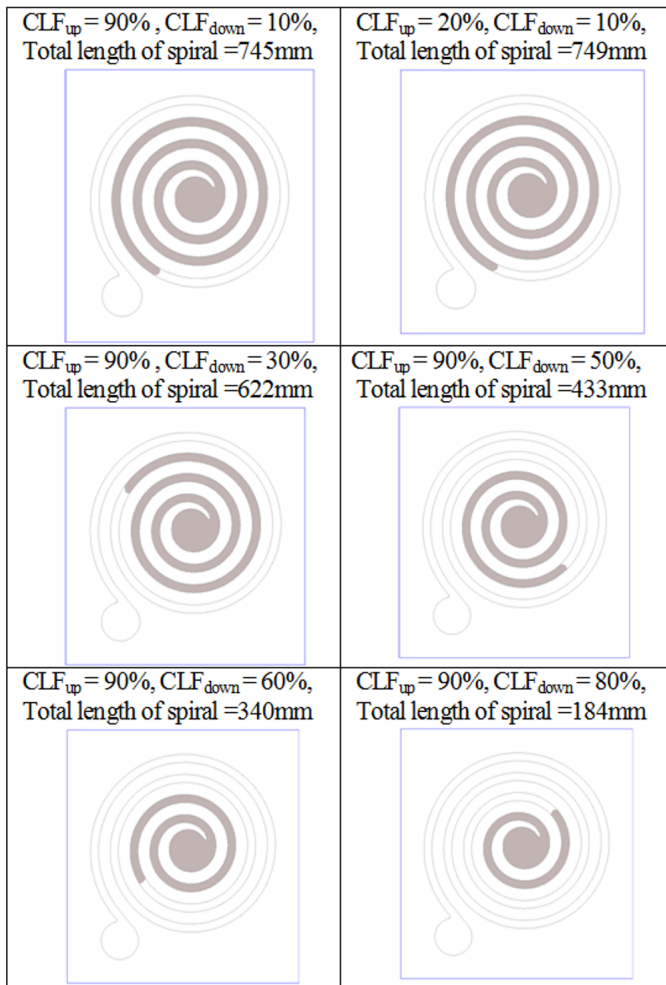 CLFup = 90% , CLFdown = 10%,
Total length of spiral =745mm
CLFup = 20%, CLFdown = 10%,
Total length of spiral =749mm
CLFup = 90% , CLFdown = 30%,
Total length of spiral =622mm
CLFup = 90%, CLFdown = 50%,
Total length of spiral =433mm
CLFup = 90%, CLFdown = 60%,
Total length of spiral =340mm
CLFup = 90%, CLFdown = 80%,
Total length of spiral =184mm